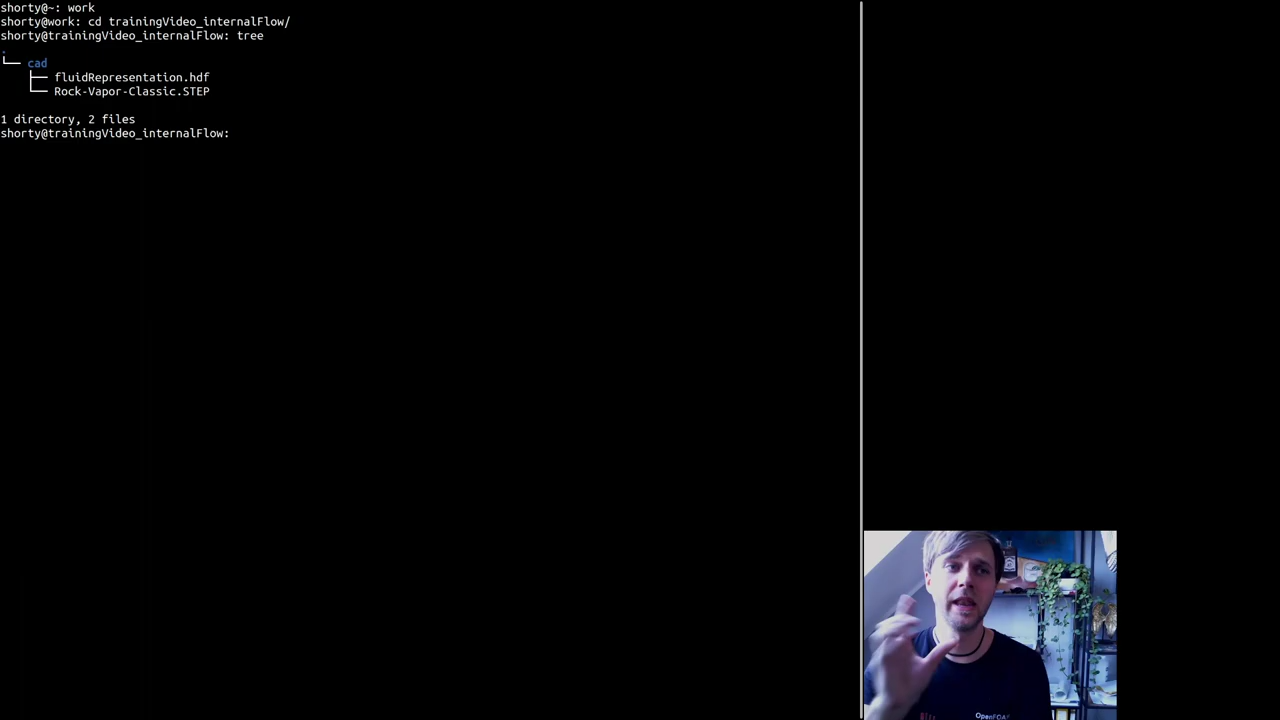 shorty@~: work
shorty@work: cd trainingVideo_internalFlow/
shorty@trainingVideo_internalFlow: tree
.
└── cad
    ├── fluidRepresentation.hdf
    └── Rock-Vapor-Classic.STEP
1 directory, 2 files
shorty@trainingVideo_internalFlow: